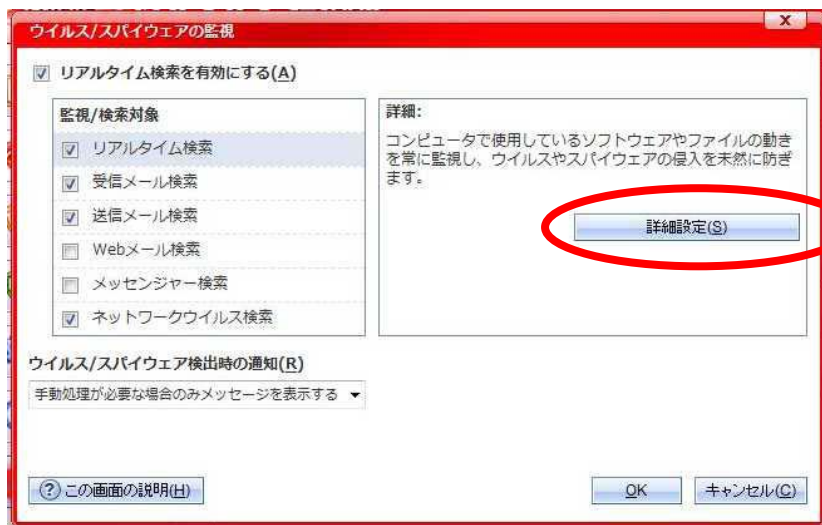 ウイルス/スパイウェアの監視
X
リアルタイム検索を有効にする(A)
監視/検索対象
リアルタイム検索
受信メール検索
送信メール検索
Webメール検索
メッセンジャー検索
ネットワークウイルス検索
詳細:
コンピュータで使用しているソフトウェアやファイルの動き
を常に監視し、ウイルスやスパイウェアの侵入を未然に防ぎ
ます。
詳細設定(S)
ウイルス/スパイウェア検出時の通知(R)
手動処理が必要な場合のみメッセージを表示する
?この画面の説明(H)
OK
キャンセル(C)